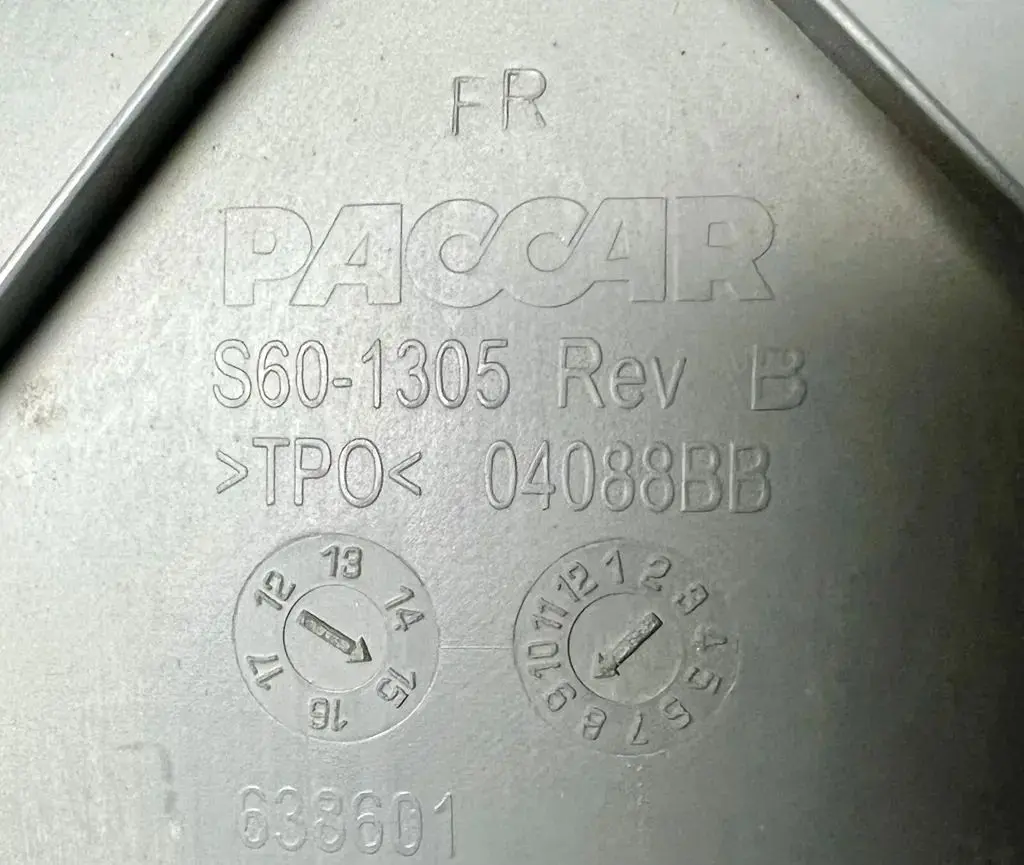 FR
PACCAR
S60-1305 Rev B
>TPO< 04088BB
12 13 14 15 16 17
1 2 3 4 5 6 7 8 9 10 11 12
638601